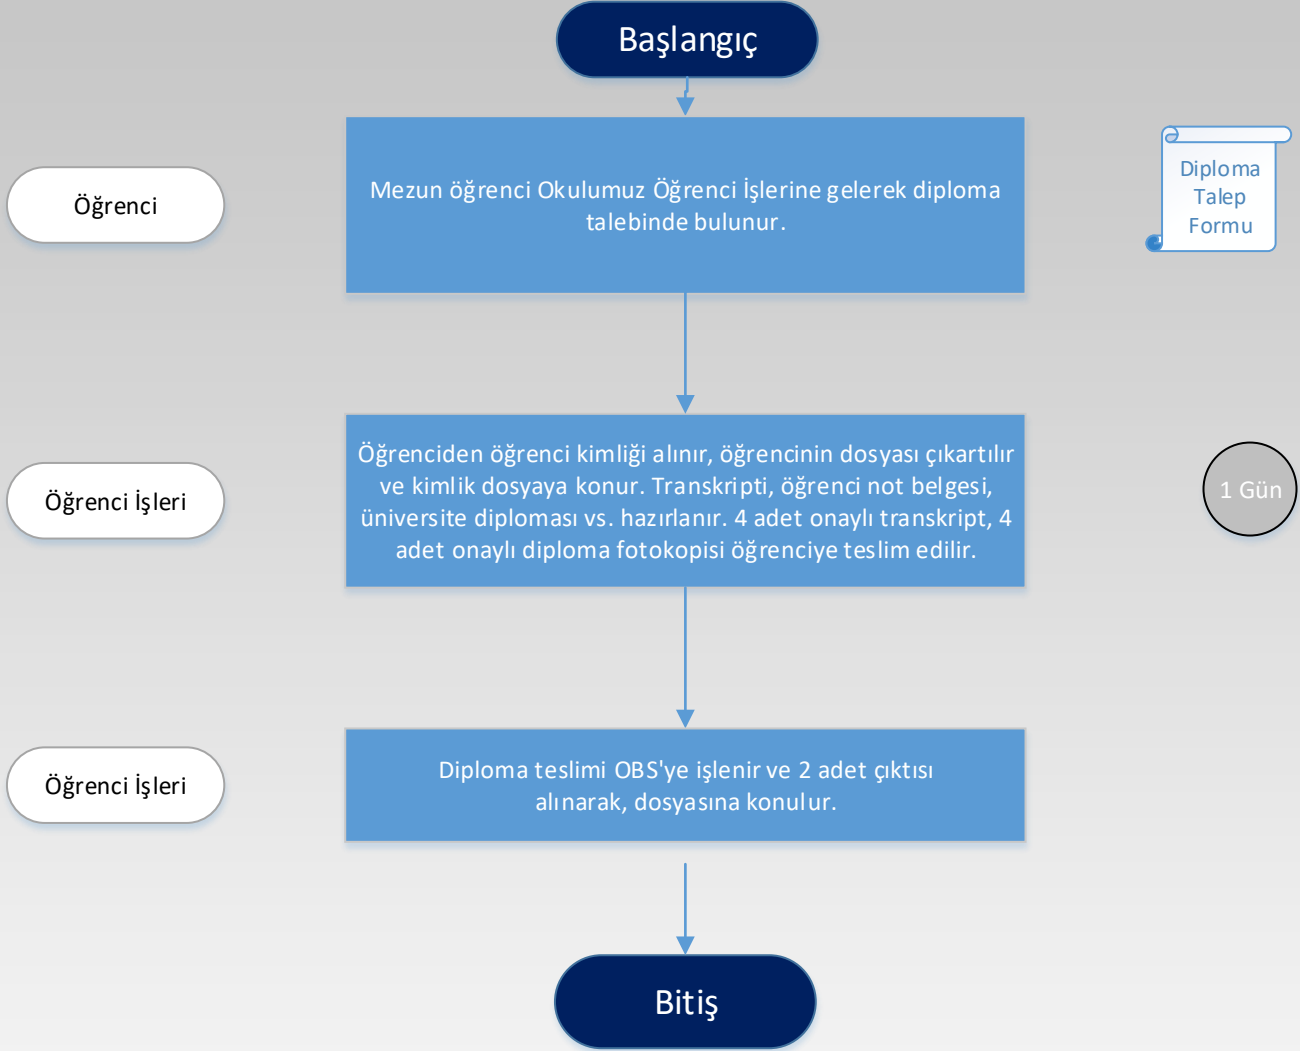 Başlangıç
Öğrenci
Mezun öğrenci Okulumuz Öğrenci İşlerine gelerek diploma
talebinde bulunur.
Diploma
Talep
Formu
Öğrenci İşleri
Öğrenciden öğrenci kimliği alınır, öğrencinin dosyası çıkartılır
ve kimlik dosyaya konur. Transkripti, öğrenci not belgesi,
üniversite diploması vs. hazırlanır. 4 adet onaylı transkript, 4
adet onaylı diploma fotokopisi öğrenciye teslim edilir.
1 Gün
Öğrenci İşleri
Diploma teslimi OBS'ye işlenir ve 2 adet çıktısı
alınarak, dosyasına konulur.
Bitiş